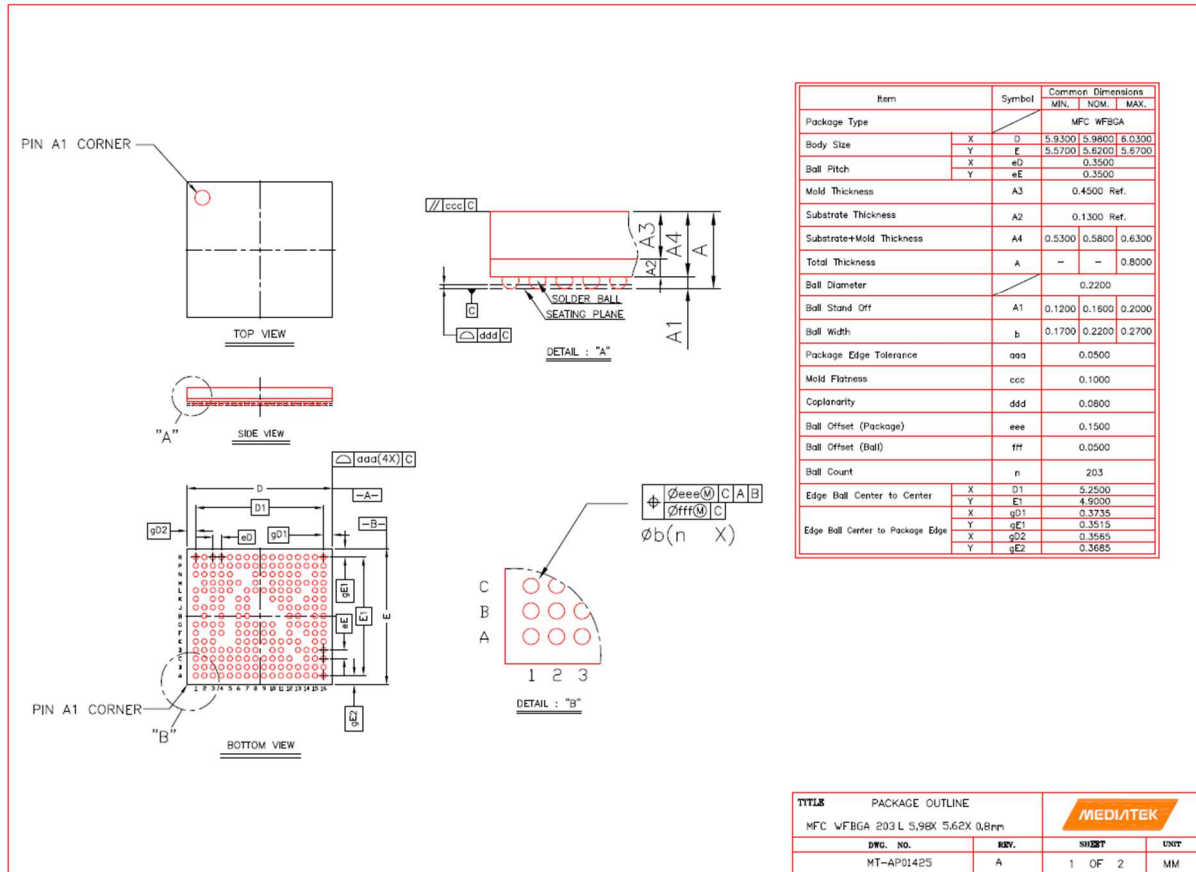 PIN A1 CORNER
TOP VIEW
// ccc C
A3
A4
A
A2
SOLDER BALL
SEATING PLANE
C
ddd C
A1
DETAIL : "A"
"A"
SIDE VIEW
aaa(4X) C
D
-A-
D1
-B-
gD2
eD
gD1
R
P
N
M
L
K
J
H
G
F
E
D
C
B
A
gE1
eE
E1
E
gE2
1 2 3 4 5 6 7 8 9 10 11 12 13 14 15 16
PIN A1 CORNER
"B"
BOTTOM VIEW
⌖ Øeee Ⓜ C A B
Øfff Ⓜ C
Øb(n X)
C
B
A
1 2 3
DETAIL : "B"
Item Symbol Common Dimensions
MIN. NOM. MAX.
Package Type MFC WFBGA
Body Size X D 5.9300 5.9800 6.0300
Y E 5.5700 5.6200 5.6700
Ball Pitch X eD 0.3500
Y eE 0.3500
Mold Thickness A3 0.4500 Ref.
Substrate Thickness A2 0.1300 Ref.
Substrate+Mold Thickness A4 0.5300 0.5800 0.6300
Total Thickness A - - 0.8000
Ball Diameter 0.2200
Ball Stand Off A1 0.1200 0.1600 0.2000
Ball Width b 0.1700 0.2200 0.2700
Package Edge Tolerance aaa 0.0500
Mold Flatness ccc 0.1000
Coplanarity ddd 0.0800
Ball Offset (Package) eee 0.1500
Ball Offset (Ball) fff 0.0500
Ball Count n 203
Edge Ball Center to Center X D1 5.2500
Y E1 4.9000
Edge Ball Center to Package Edge X gD1 0.3735
Y gE1 0.3515
X gD2 0.3565
Y gE2 0.3685
TITLE PACKAGE OUTLINE
MFC WFBGA 203 L 5,98X 5.62X 0,8mm
MEDIATEK
DWG. NO. REV. SHEET UNIT
MT-AP01425 A 1 OF 2 MM